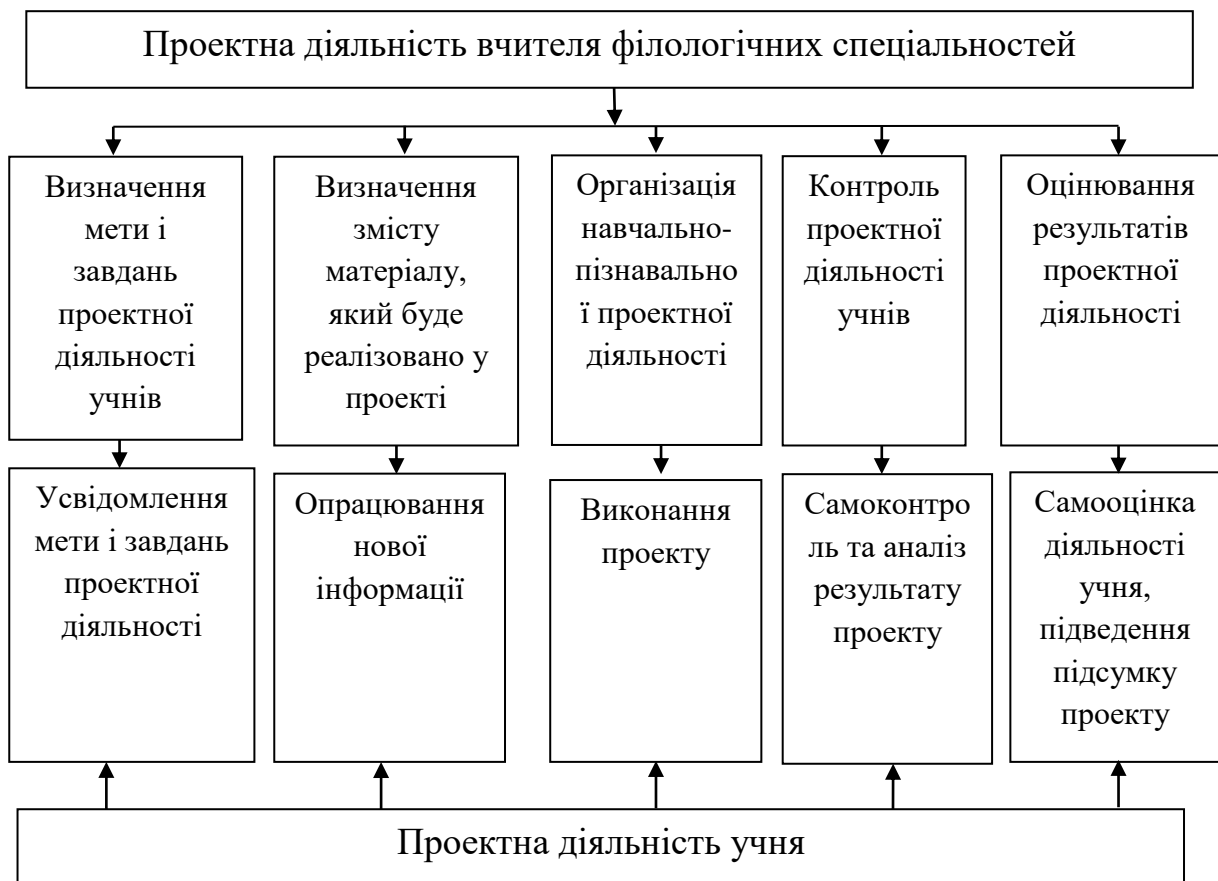 Проектна діяльність вчителя філологічних спеціальностей
Визначення
мети і
завдань
проектної
діяльності
учнів
Визначення
змісту
матеріалу,
який буде
реалізовано у
проекті
Організація
навчально-
пізнавально
ї проектної
діяльності
Контроль
проектної
діяльності
учнів
Оцінювання
результатів
проектної
діяльності
Усвідомлення
мети і завдань
проектної
діяльності
Опрацювання
нової
інформації
Виконання
проекту
Самоконтро
ль та аналіз
результату
проекту
Самооцінка
діяльності
учня,
підведення
підсумку
проекту
Проектна діяльність учня